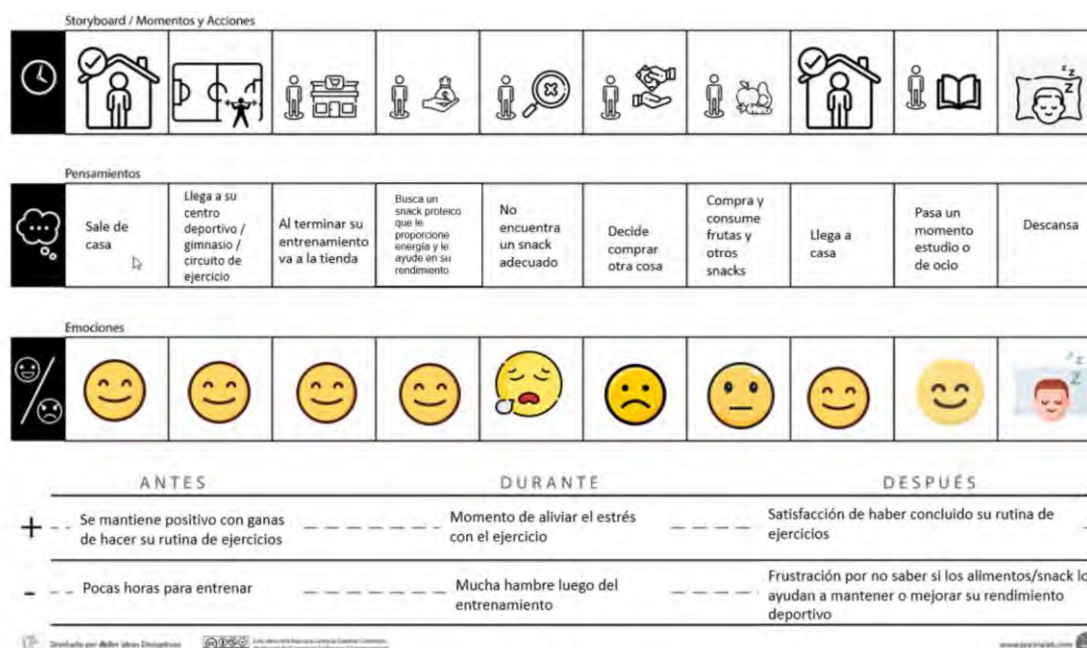 Storyboard / Momentos y Acciones
Pensamientos
Sale de
casa
Llega a su
centro
deportivo /
gimnasio /
circuito de
ejercicio
Al terminar su
entrenamiento
va a la tienda
Busca un
snack proteico
que le
proporcione
energía y le
ayude en su
rendimiento
No
encuentra
un snack
adecuado
Decide
comprar
otra cosa
Compra y
consume
frutas y
otros
snacks
Llega a
casa
Pasa un
momento
estudio o
de ocio
Descansa
Emociones
ANTES
DURANTE
DESPUÉS
+
Se mantiene positivo con ganas
de hacer su rutina de ejercicios
Momento de aliviar el estrés
con el ejercicio
Satisfacción de haber concluido su rutina de
ejercicios
-
Pocas horas para entrenar
Mucha hambre luego del
entrenamiento
Frustración por no saber si los alimentos/snack lo
ayudan a mantener o mejorar su rendimiento
deportivo